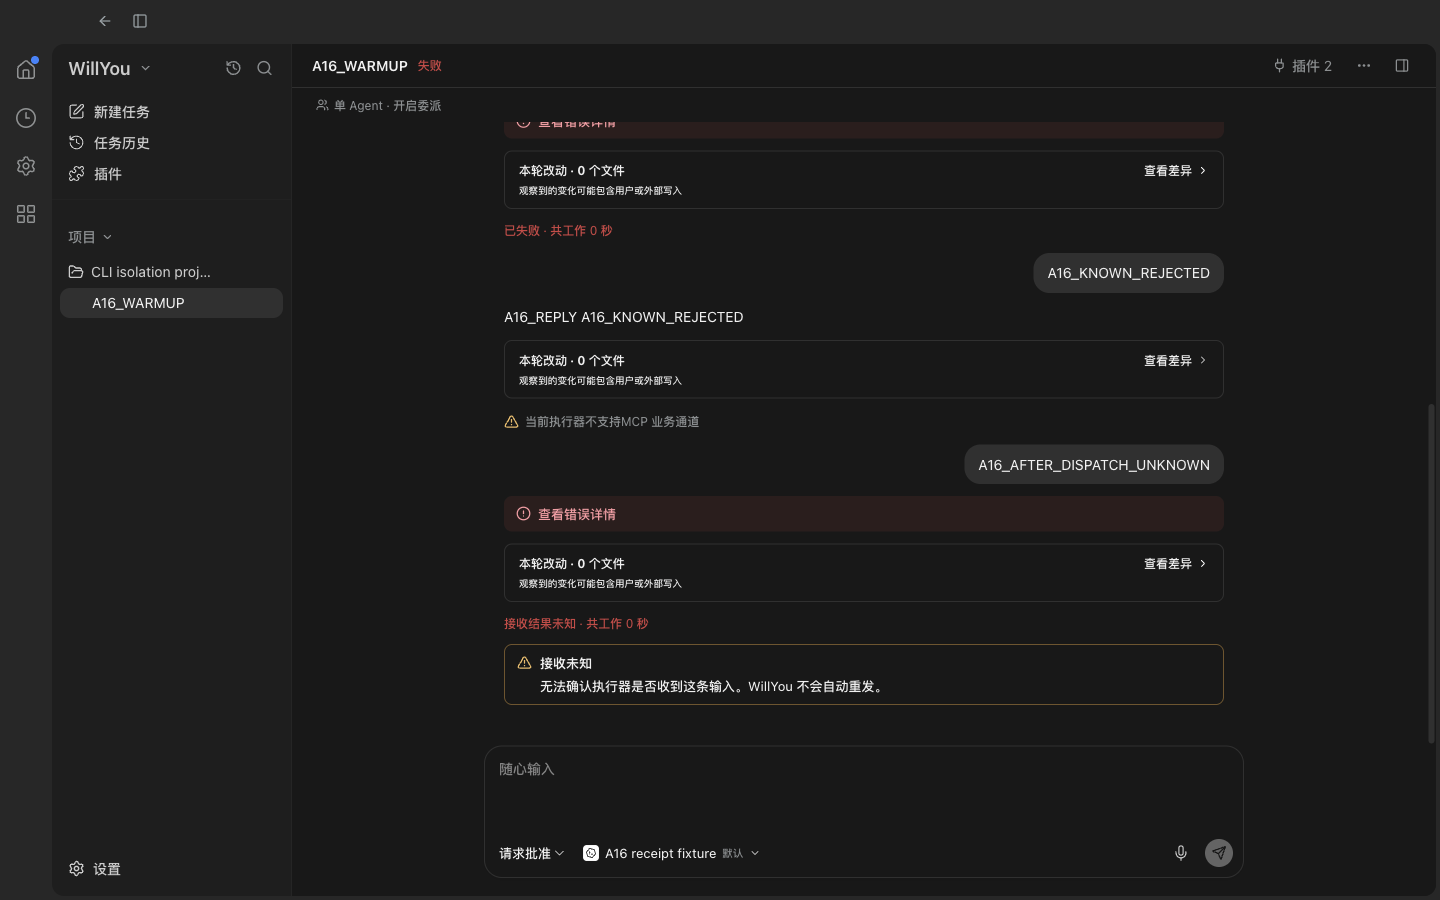 WillYou
新建任务
任务历史
插件
项目
CLI isolation proj...
A16_WARMUP
设置
A16_WARMUP 失败
插件 2
单 Agent · 开启委派
查看错误详情
本轮改动 · 0 个文件
查看差异
观察到的变化可能包含用户或外部写入
已失败 · 共工作 0 秒
A16_KNOWN_REJECTED
A16_REPLY A16_KNOWN_REJECTED
本轮改动 · 0 个文件
查看差异
观察到的变化可能包含用户或外部写入
当前执行器不支持MCP 业务通道
A16_AFTER_DISPATCH_UNKNOWN
查看错误详情
本轮改动 · 0 个文件
查看差异
观察到的变化可能包含用户或外部写入
接收结果未知 · 共工作 0 秒
接收未知
无法确认执行器是否收到这条输入。WillYou 不会自动重发。
随心输入
请求批准
A16 receipt fixture 默认